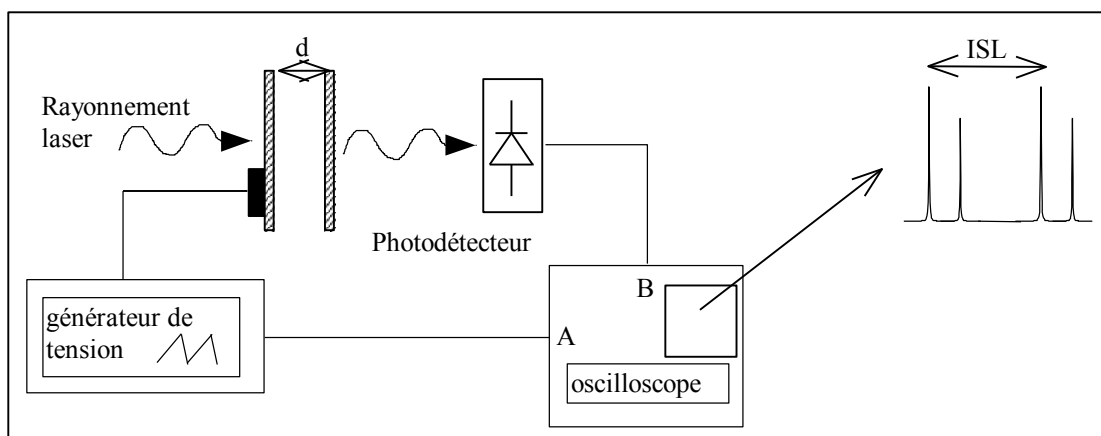 d
ISL
Rayonnement
laser
Photodétecteur
B
générateur de
tension
A
oscilloscope